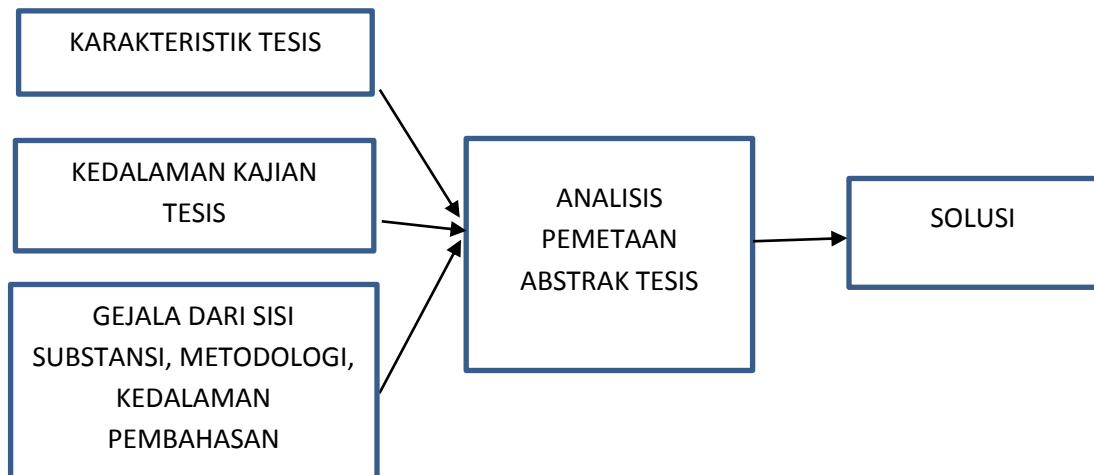 KARAKTERISTIK TESIS
KEDALAMAN KAJIAN
TESIS
GEJALA DARI SISI
SUBSTANSI, METODOLOGI,
KEDALAMAN
PEMBAHASAN
ANALISIS
PEMETAAN
ABSTRAK TESIS
SOLUSI